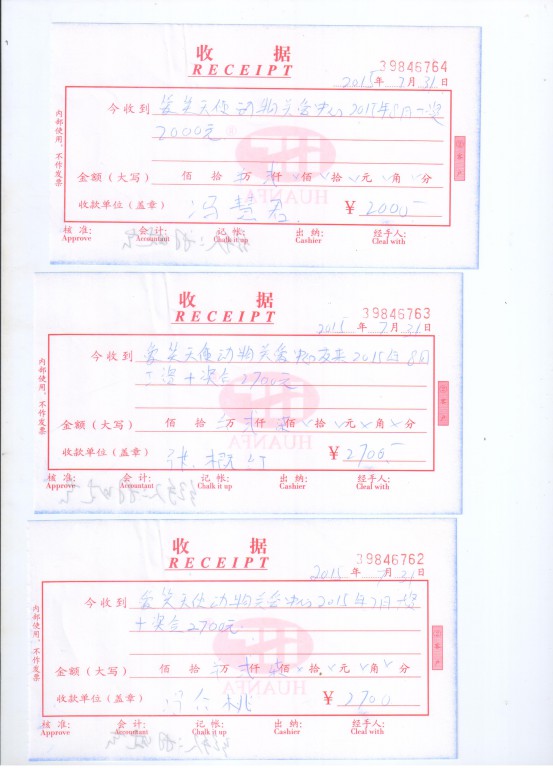 收 据 39846764
RECEIPT 2015年7月31日
今收到 爱笑天使动物关爱中心2015年8月工资
2000元
金额（大写） 佰 拾 万 仟 佰 拾 元 角 分
收款单位（盖章） ¥ 2000
HUANFA
核准: 会计: 记帐: 出纳: 经手人:
Approve Accountant Chalk it up Cashier Cleal with
内部使用，不作发票
收 据 39846763
RECEIPT 2015年7月31日
今收到 爱笑天使动物关爱中心 2015年8月
工资+奖金2700元
金额（大写） 佰 拾 万 仟 佰 拾 元 角 分
收款单位（盖章） ¥ 2700
HUANFA
核准: 会计: 记帐: 出纳: 经手人:
Approve Accountant Chalk it up Cashier Cleal with
内部使用，不作发票
收 据 39846762
RECEIPT 2015年7月31日
今收到 爱笑天使动物关爱中心2015年7月工资
+奖金2700元
金额（大写） 佰 拾 万 仟 佰 拾 元 角 分
收款单位（盖章） ¥ 2700
HUANFA
核准: 会计: 记帐: 出纳: 经手人:
Approve Accountant Chalk it up Cashier Cleal with
内部使用，不作发票